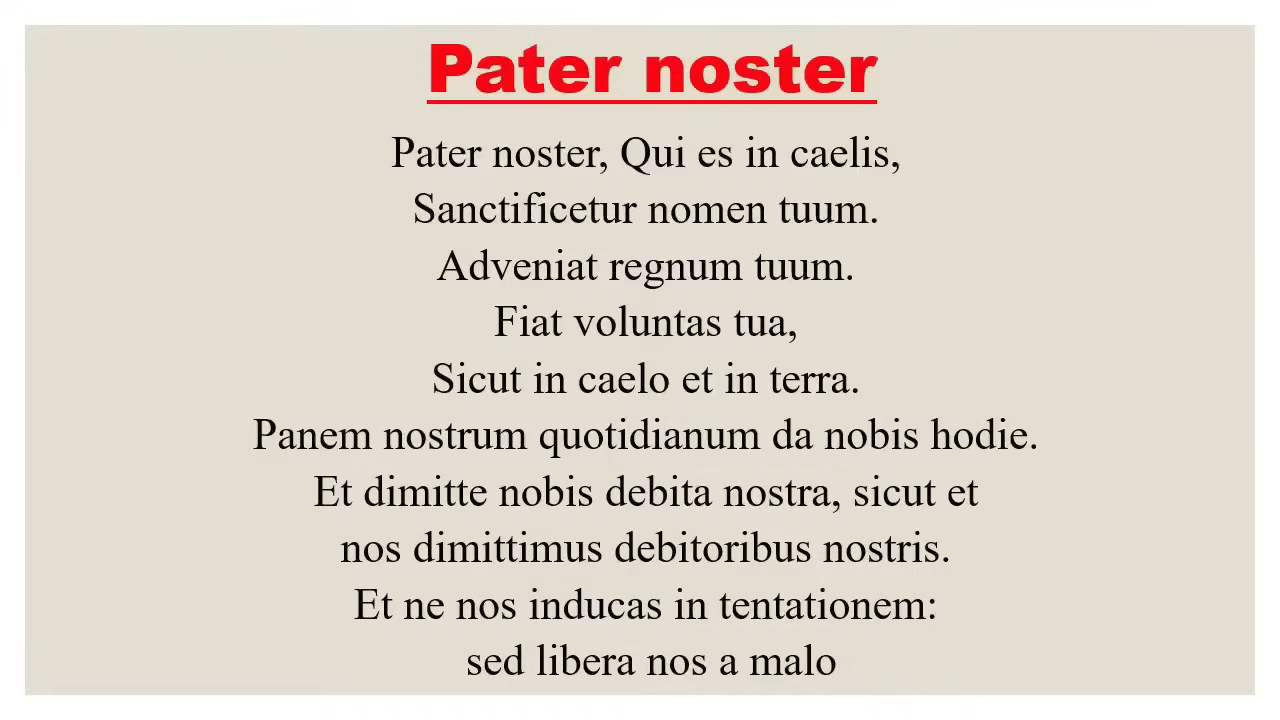 Pater noster
Pater noster, Qui es in caelis,
Sanctificetur nomen tuum.
Adveniat regnum tuum.
Fiat voluntas tua,
Sicut in caelo et in terra.
Panem nostrum quotidianum da nobis hodie.
Et dimitte nobis debita nostra, sicut et
nos dimittimus debitoribus nostris.
Et ne nos inducas in tentationem:
sed libera nos a malo